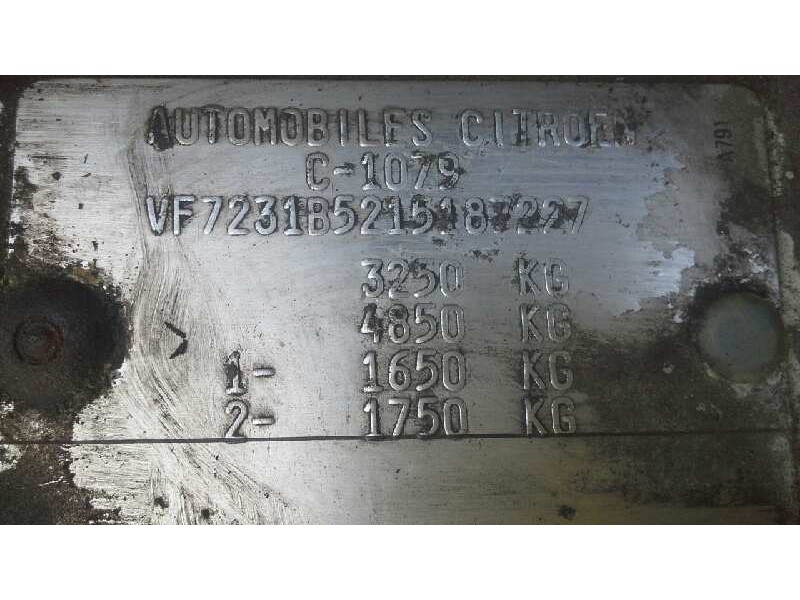 AUTOMOBILES CITROEN
C-1079
VF7231B5215187227
3250 KG
4850 KG
1- 1650 KG
2- 1750 KG
A791